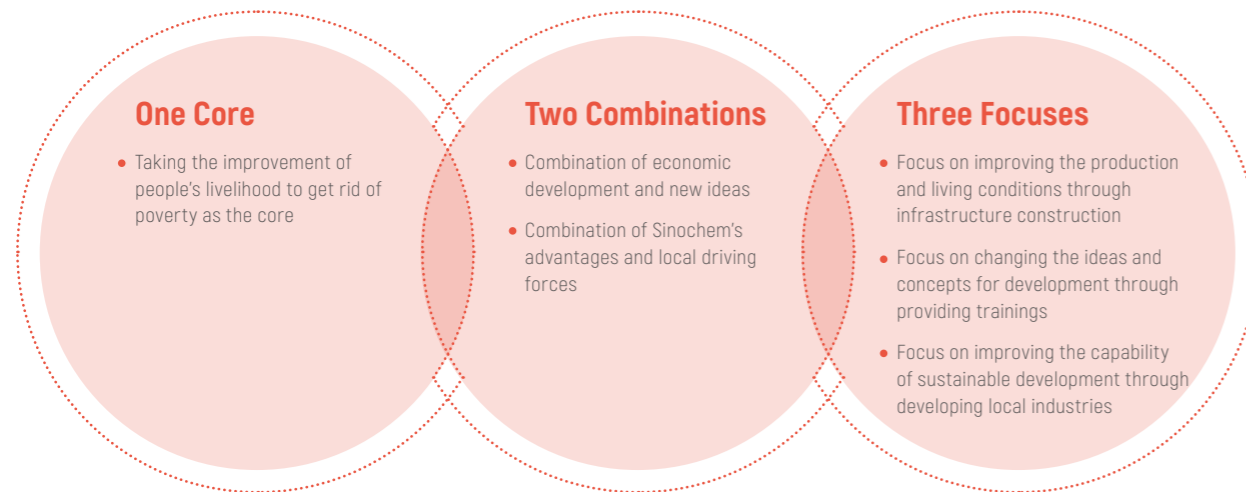 One Core
• Taking the improvement of
people's livelihood to get rid of
poverty as the core
Two Combinations
• Combination of economic
development and new ideas
• Combination of Sinochem's
advantages and local driving
forces
Three Focuses
• Focus on improving the production
and living conditions through
infrastructure construction
• Focus on changing the ideas and
concepts for development through
providing trainings
• Focus on improving the capability
of sustainable development through
developing local industries